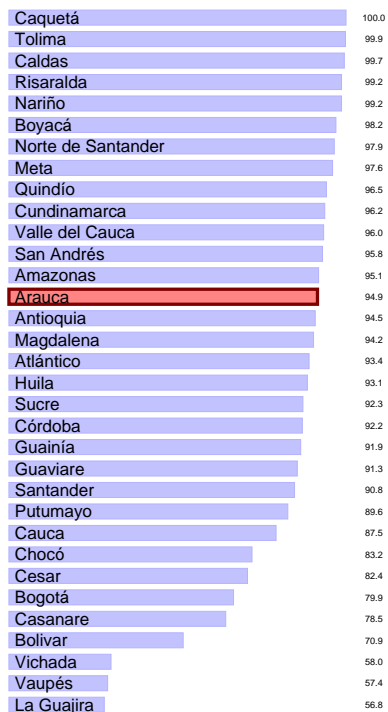 Caquetá 100.0
Tolima 99.9
Caldas 99.7
Risaralda 99.2
Nariño 99.2
Boyacá 98.2
Norte de Santander 97.9
Meta 97.6
Quindío 96.5
Cundinamarca 96.2
Valle del Cauca 96.0
San Andrés 95.8
Amazonas 95.1
Arauca 94.9
Antioquia 94.5
Magdalena 94.2
Atlántico 93.4
Huila 93.1
Sucre 92.3
Córdoba 92.2
Guainía 91.9
Guaviare 91.3
Santander 90.8
Putumayo 89.6
Cauca 87.5
Chocó 83.2
Cesar 82.4
Bogotá 79.9
Casanare 78.5
Bolivar 70.9
Vichada 58.0
Vaupés 57.4
La Guajira 56.8